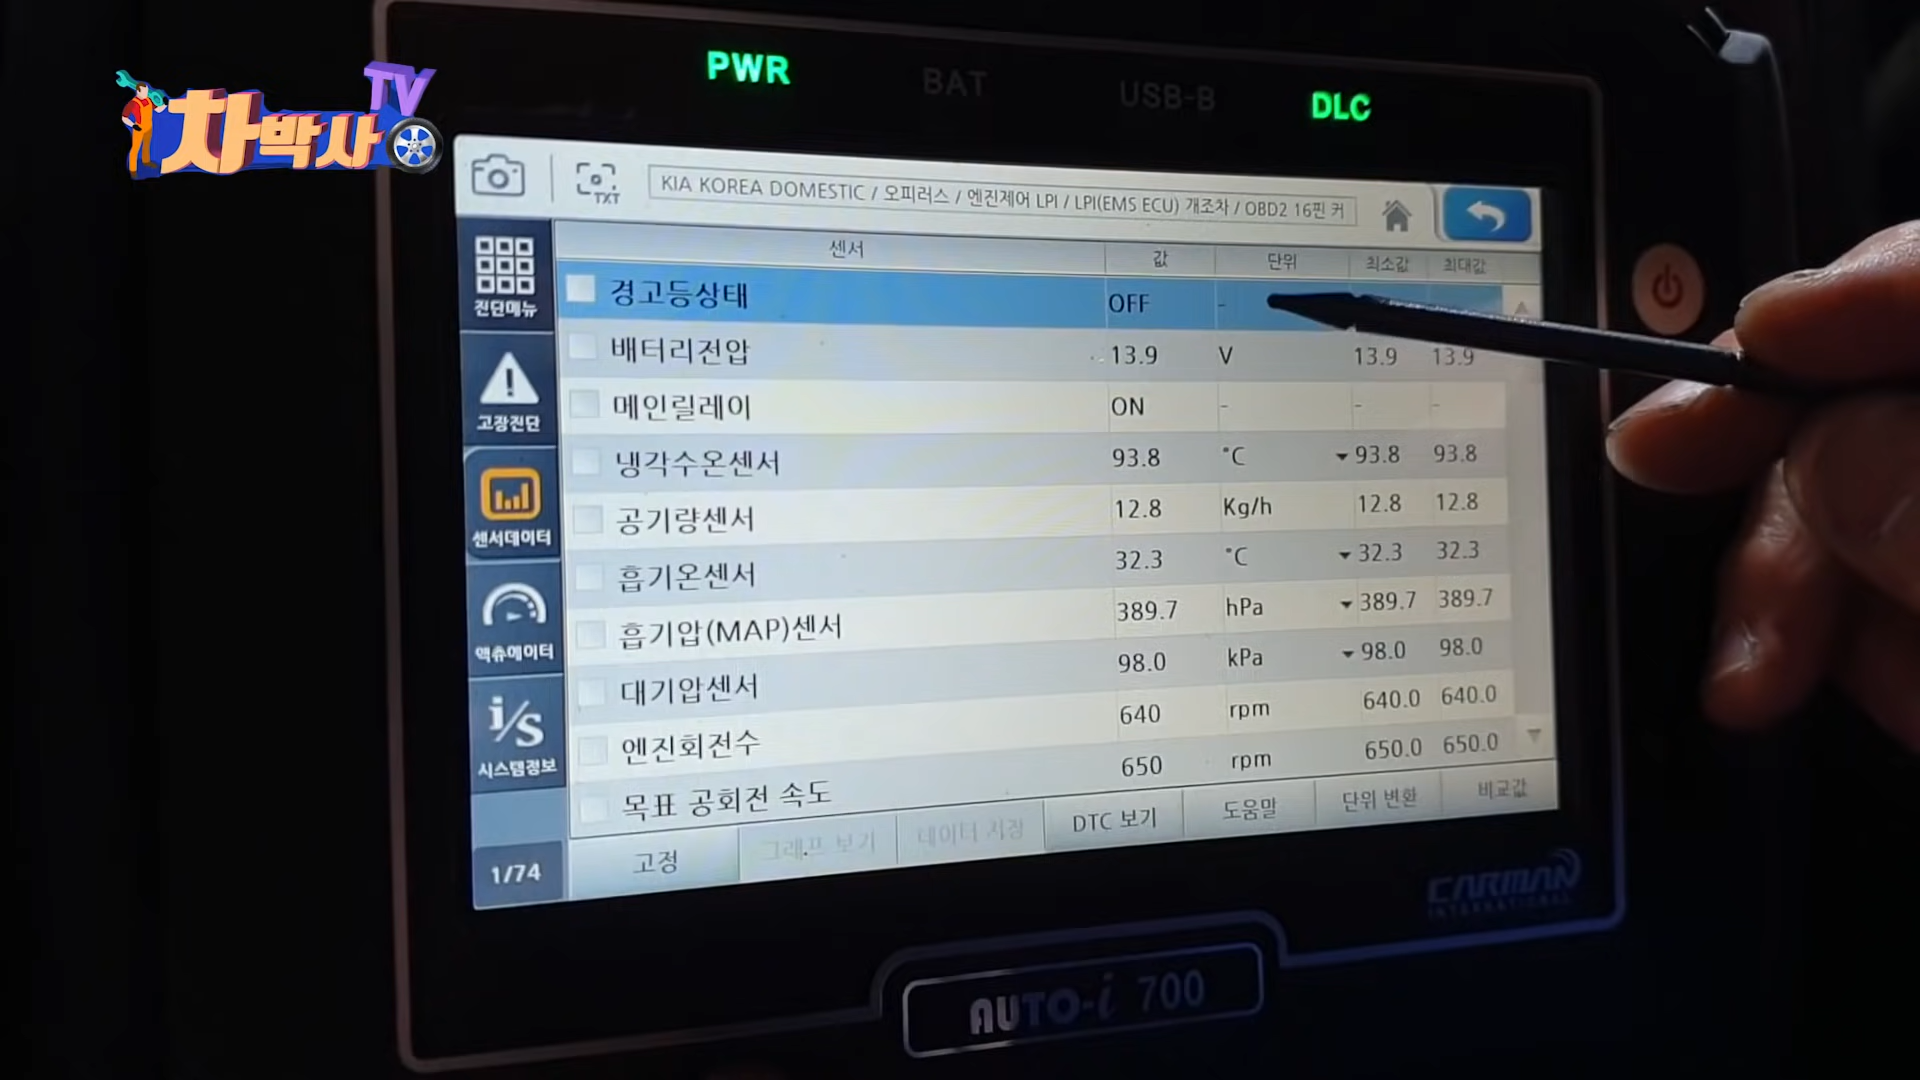 차박사 TV
PWR BAT USB-B DLC
TXT
KIA KOREA DOMESTIC / 오피러스 / 엔진제어 LPI / LPI(EMS ECU) 개조차 / OBD2 16핀 커
센서 값 단위 최소값 최대값
경고등상태 OFF -
배터리전압 13.9 V 13.9 13.9
메인릴레이 ON - - -
냉각수온센서 93.8 °C 93.8 93.8
공기량센서 12.8 Kg/h 12.8 12.8
흡기온센서 32.3 °C 32.3 32.3
흡기압(MAP)센서 389.7 hPa 389.7 389.7
대기압센서 98.0 kPa 98.0 98.0
엔진회전수 640 rpm 640.0 640.0
목표 공회전 속도 650 rpm 650.0 650.0
진단메뉴
고장진단
센서데이터
액츄에이터
i/s
시스템정보
1/74
고정 그래프 보기 데이터 저장 DTC 보기 도움말 단위 변환 비교값
CARMAN
INTERNATIONAL
AUTO-i 700